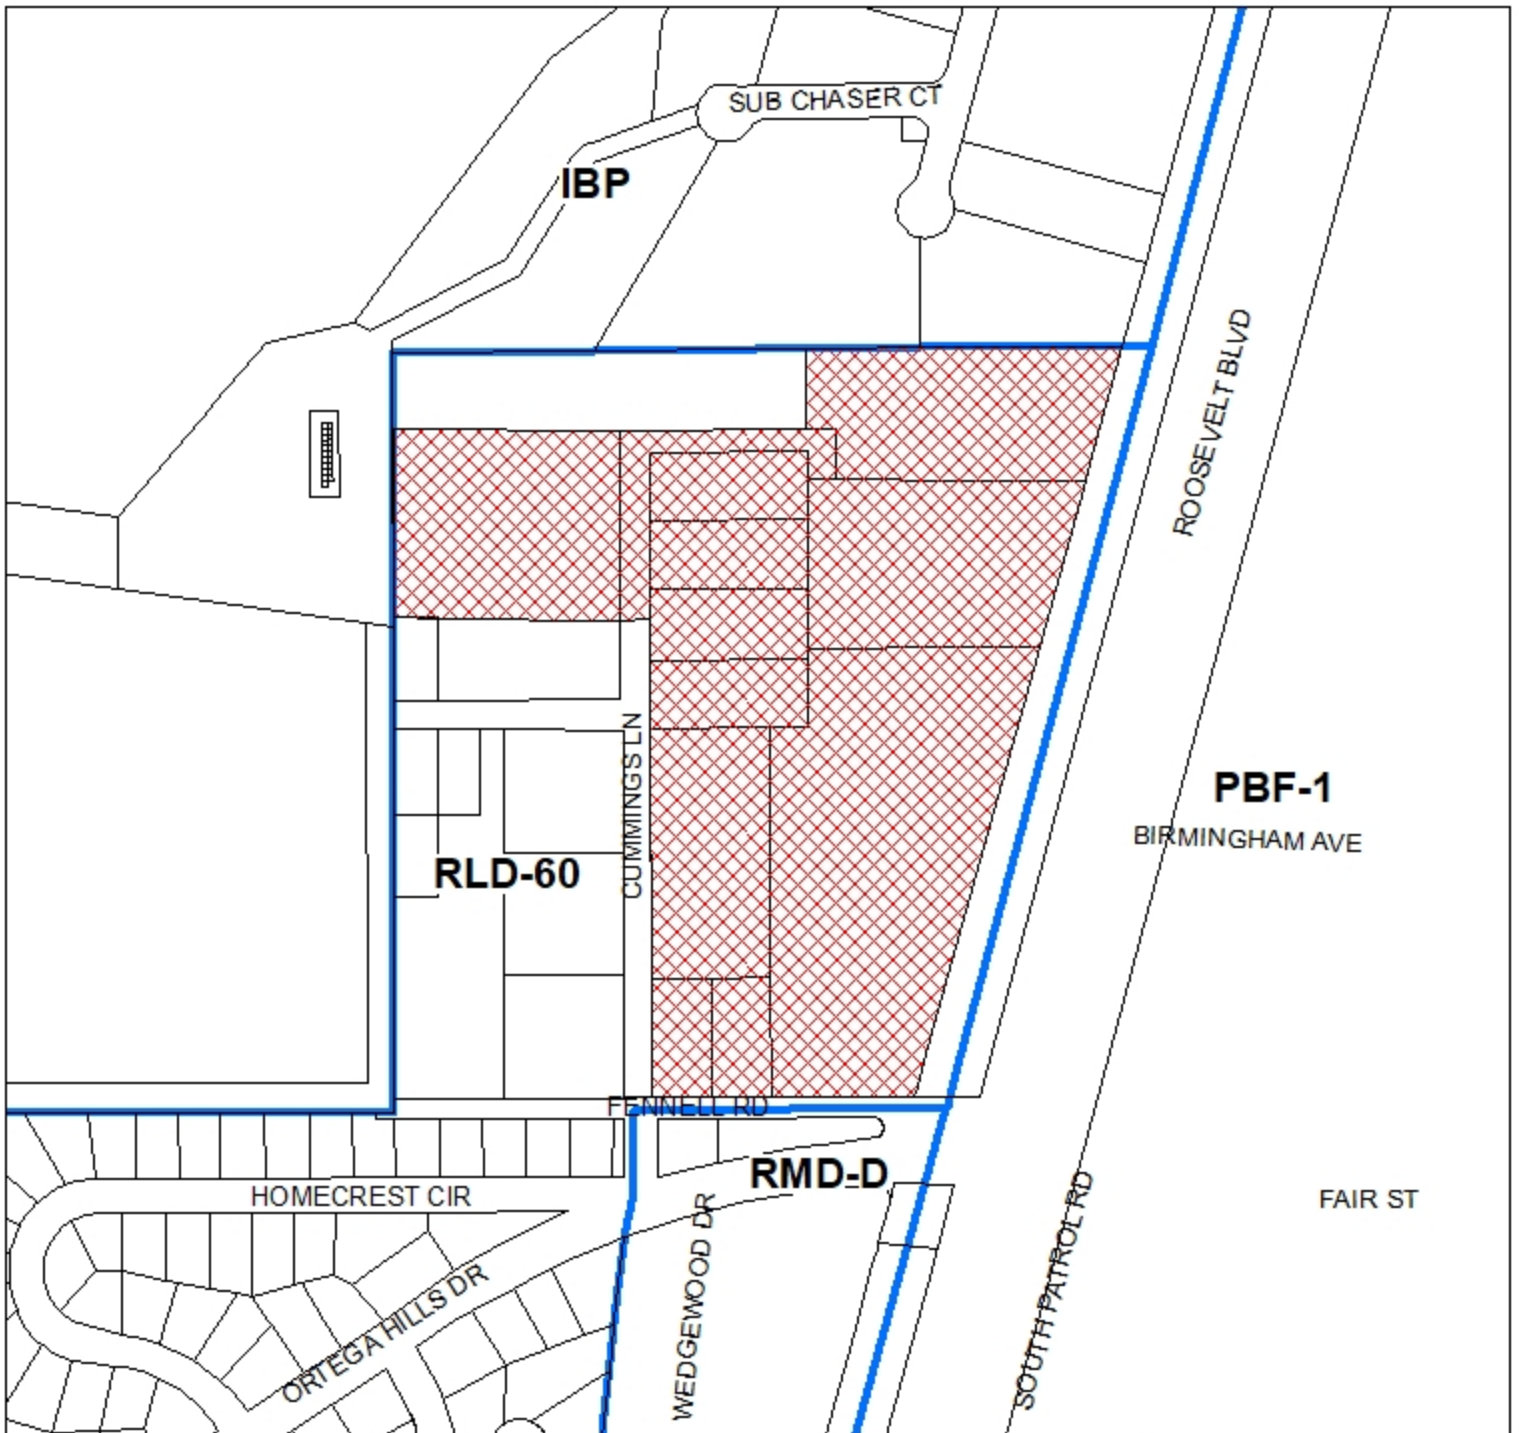 SUB CHASER CT
IBP
ROOSEVELT BLVD
CUMMINGS LN
PBF-1
BIRMINGHAM AVE
RLD-60
FENNELL RD
RMD-D
HOMECREST CIR
FAIR ST
WEDGEWOOD DR
SOUTH PATROL RD
ORTEGA HILLS DR